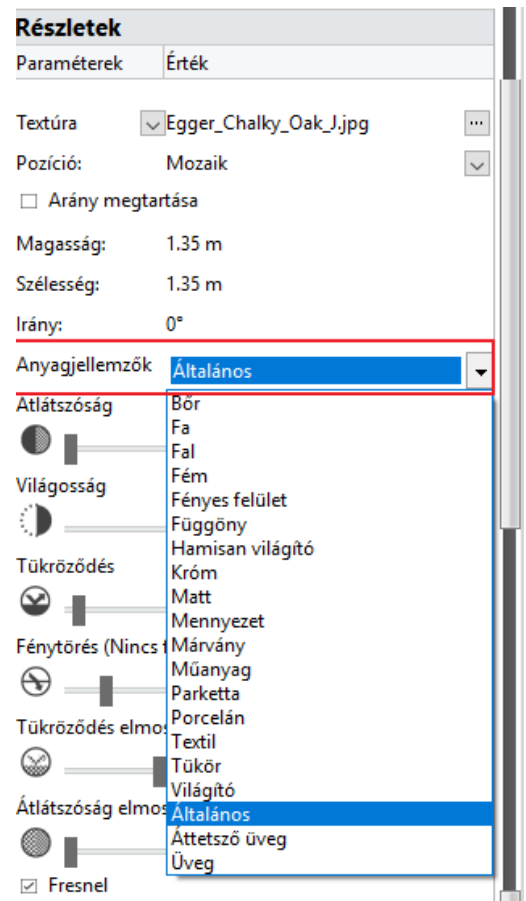 Részletek
Paraméterek Érték
Textúra Egger_Chalky_Oak_J.jpg ...
Pozíció: Mozaik
Arány megtartása
Magasság: 1.35 m
Szélesség: 1.35 m
Irány: 0°
Anyagjellemzők Általános
Átlátszóság
Bőr
Fa
Fal
Fém
Fényes felület
Függöny
Hamisan világító
Króm
Matt
Mennyezet
Márvány
Műanyag
Parketta
Porcelán
Textil
Tükör
Világító
Általános
Áttetsző üveg
Üveg
Világosság
Tükröződés
Fénytörés (Nincs
Tükröződés elmos
Átlátszóság elmos
Fresnel